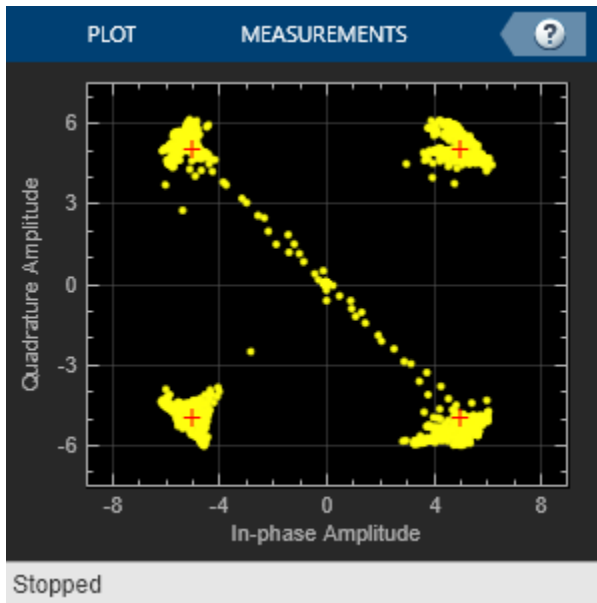 PLOT MEASUREMENTS ?
6
3
0
-3
-6
Quadrature Amplitude
-8 -4 0 4 8
In-phase Amplitude
Stopped